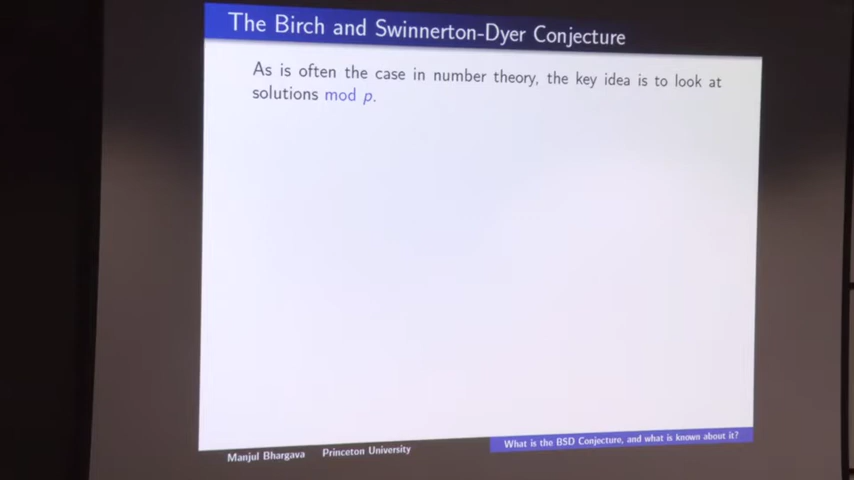 The Birch and Swinnerton-Dyer Conjecture
As is often the case in number theory, the key idea is to look at
solutions mod p.
Manjul Bhargava Princeton University
What is the BSD Conjecture, and what is known about it?